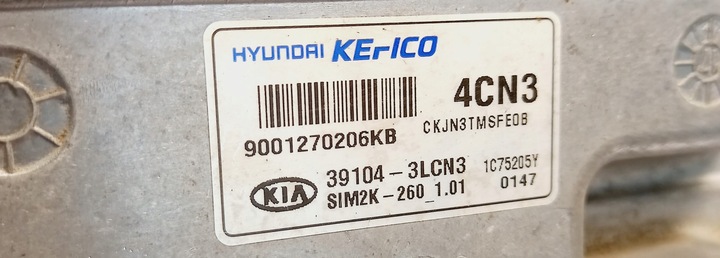 HYUNDAI KEFICO
4CN3
9001270206KB CKJN3TMSFE0B
KIA 39104-3LCN3 1C75205Y
SIM2K-260_1.01 0147